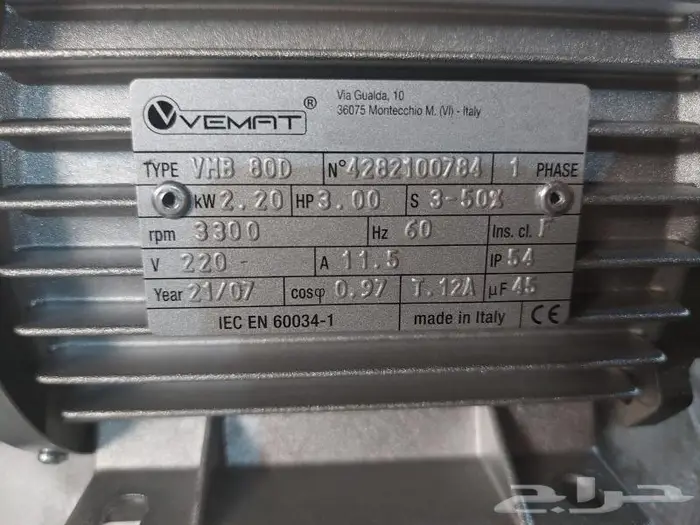 VEMAT ®
Via Gualda, 10
36075 Montecchio M. (VI) - Italy
TYPE VMB 80D N° 4282100784 1 PHASE
kW 2.20 HP 3.00 S 3-50%
rpm 3300 Hz 60 Ins. cl. F
V 220 - A 11.5 IP 54
Year 21/07 cosφ 0.97 T.12A µF 45
IEC EN 60034-1 made in Italy CE
حراج